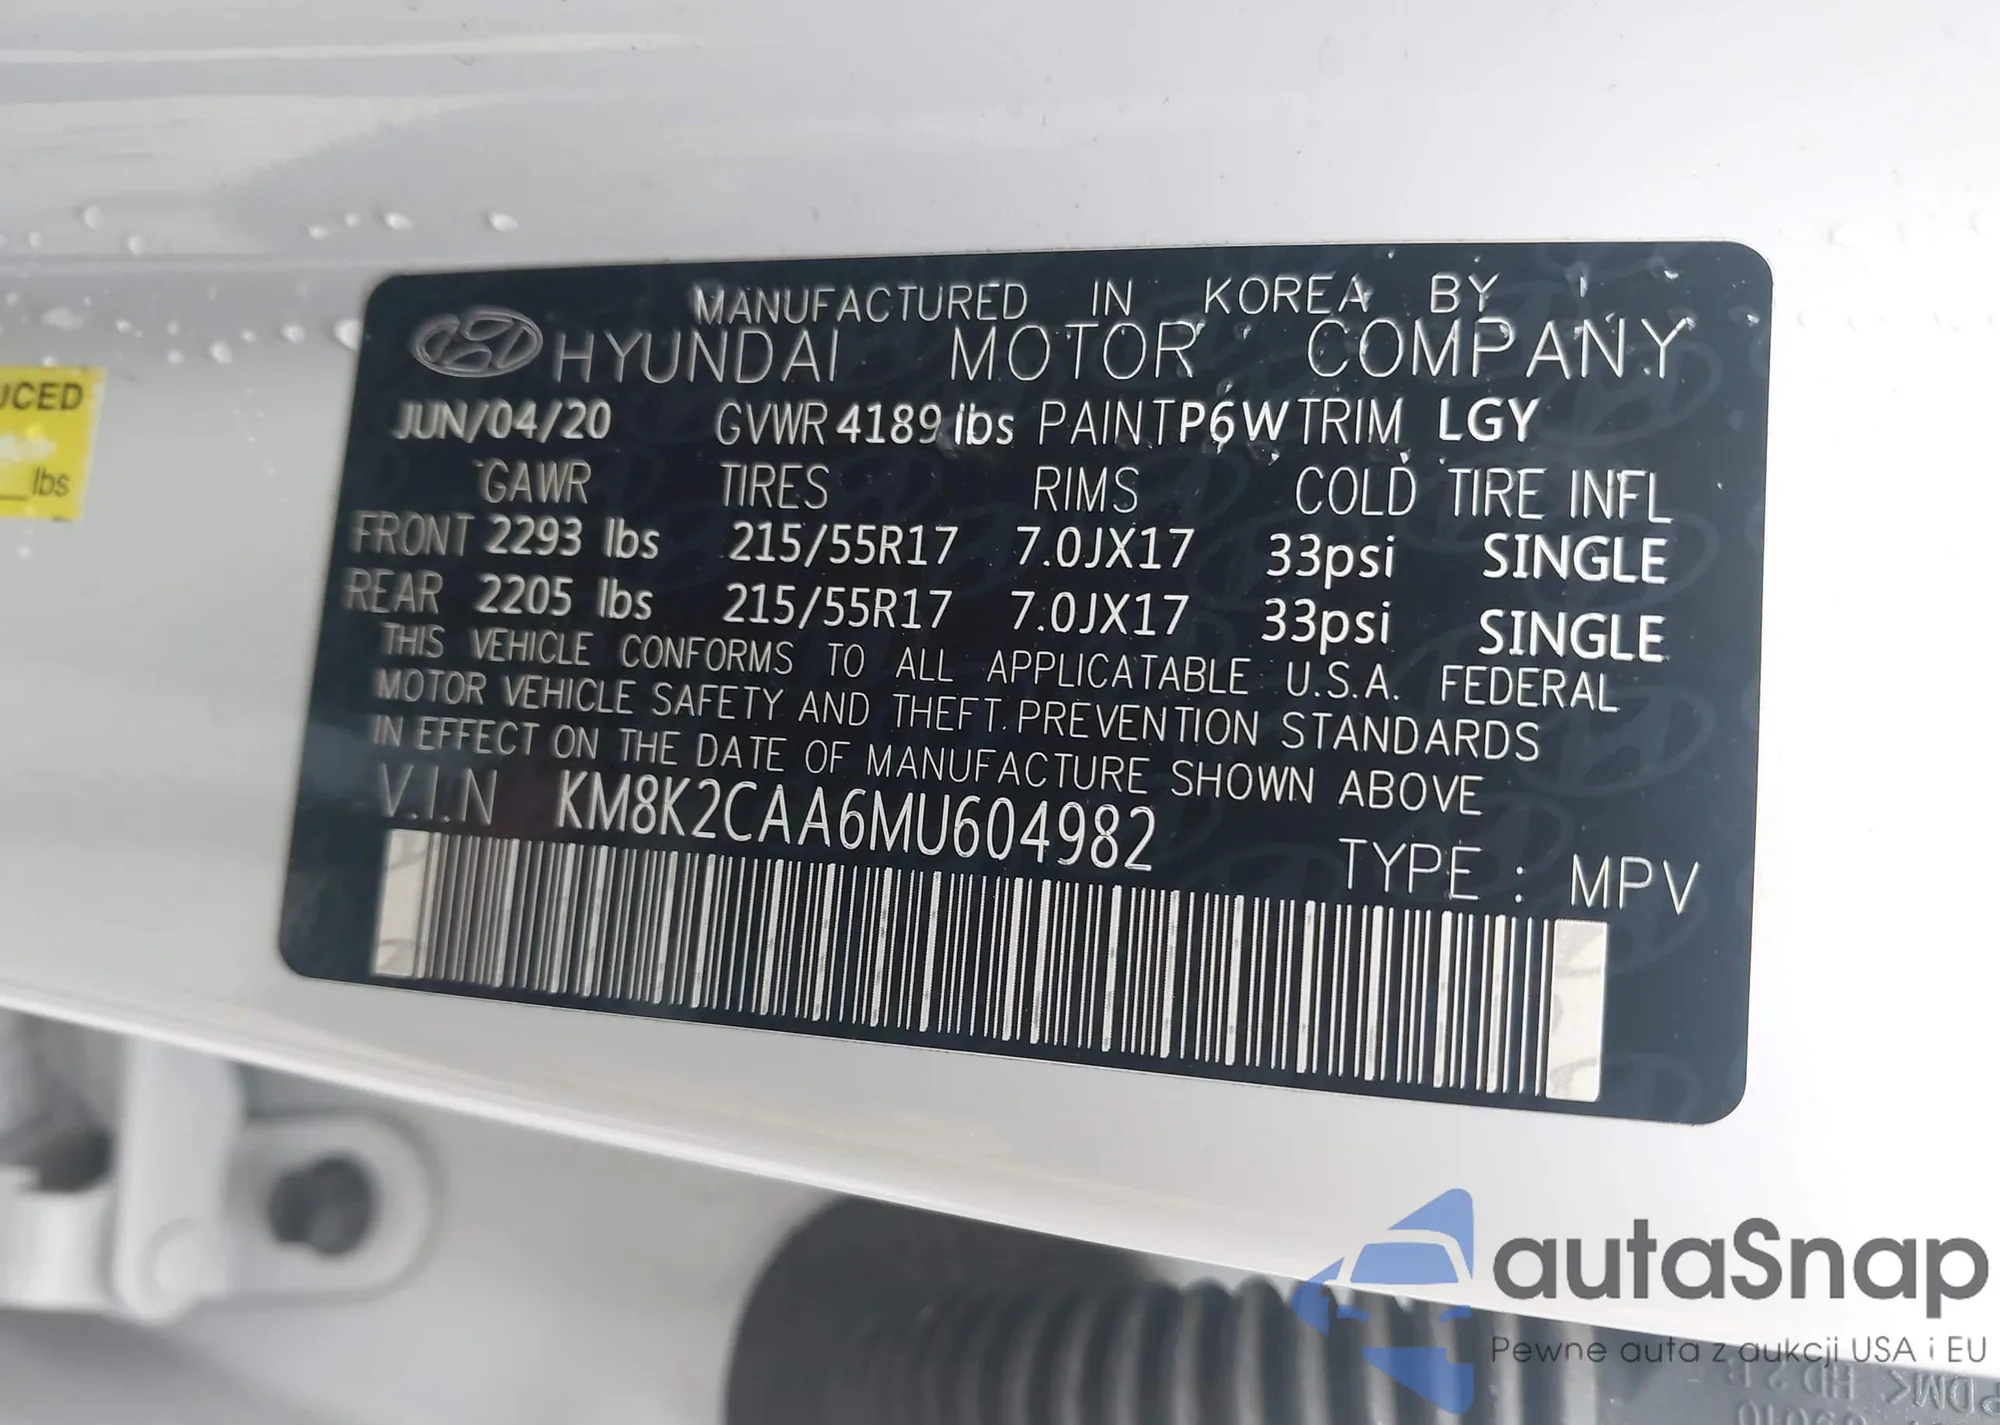 MANUFACTURED IN KOREA BY
HYUNDAI MOTOR COMPANY
JUN/04/20 GVWR 4189 lbs PAINT P6W TRIM LGY
GAWR TIRES RIMS COLD TIRE INFL
FRONT 2293 lbs 215/55R17 7.0JX17 33psi SINGLE
REAR 2205 lbs 215/55R17 7.0JX17 33psi SINGLE
THIS VEHICLE CONFORMS TO ALL APPLICATABLE U.S.A. FEDERAL
MOTOR VEHICLE SAFETY AND THEFT PREVENTION STANDARDS
IN EFFECT ON THE DATE OF MANUFACTURE SHOWN ABOVE
V.I.N KM8K2CAA6MU604982
TYPE : MPV
UCED
lbs
autaSnap
Pewne auta z aukcji USA i EU